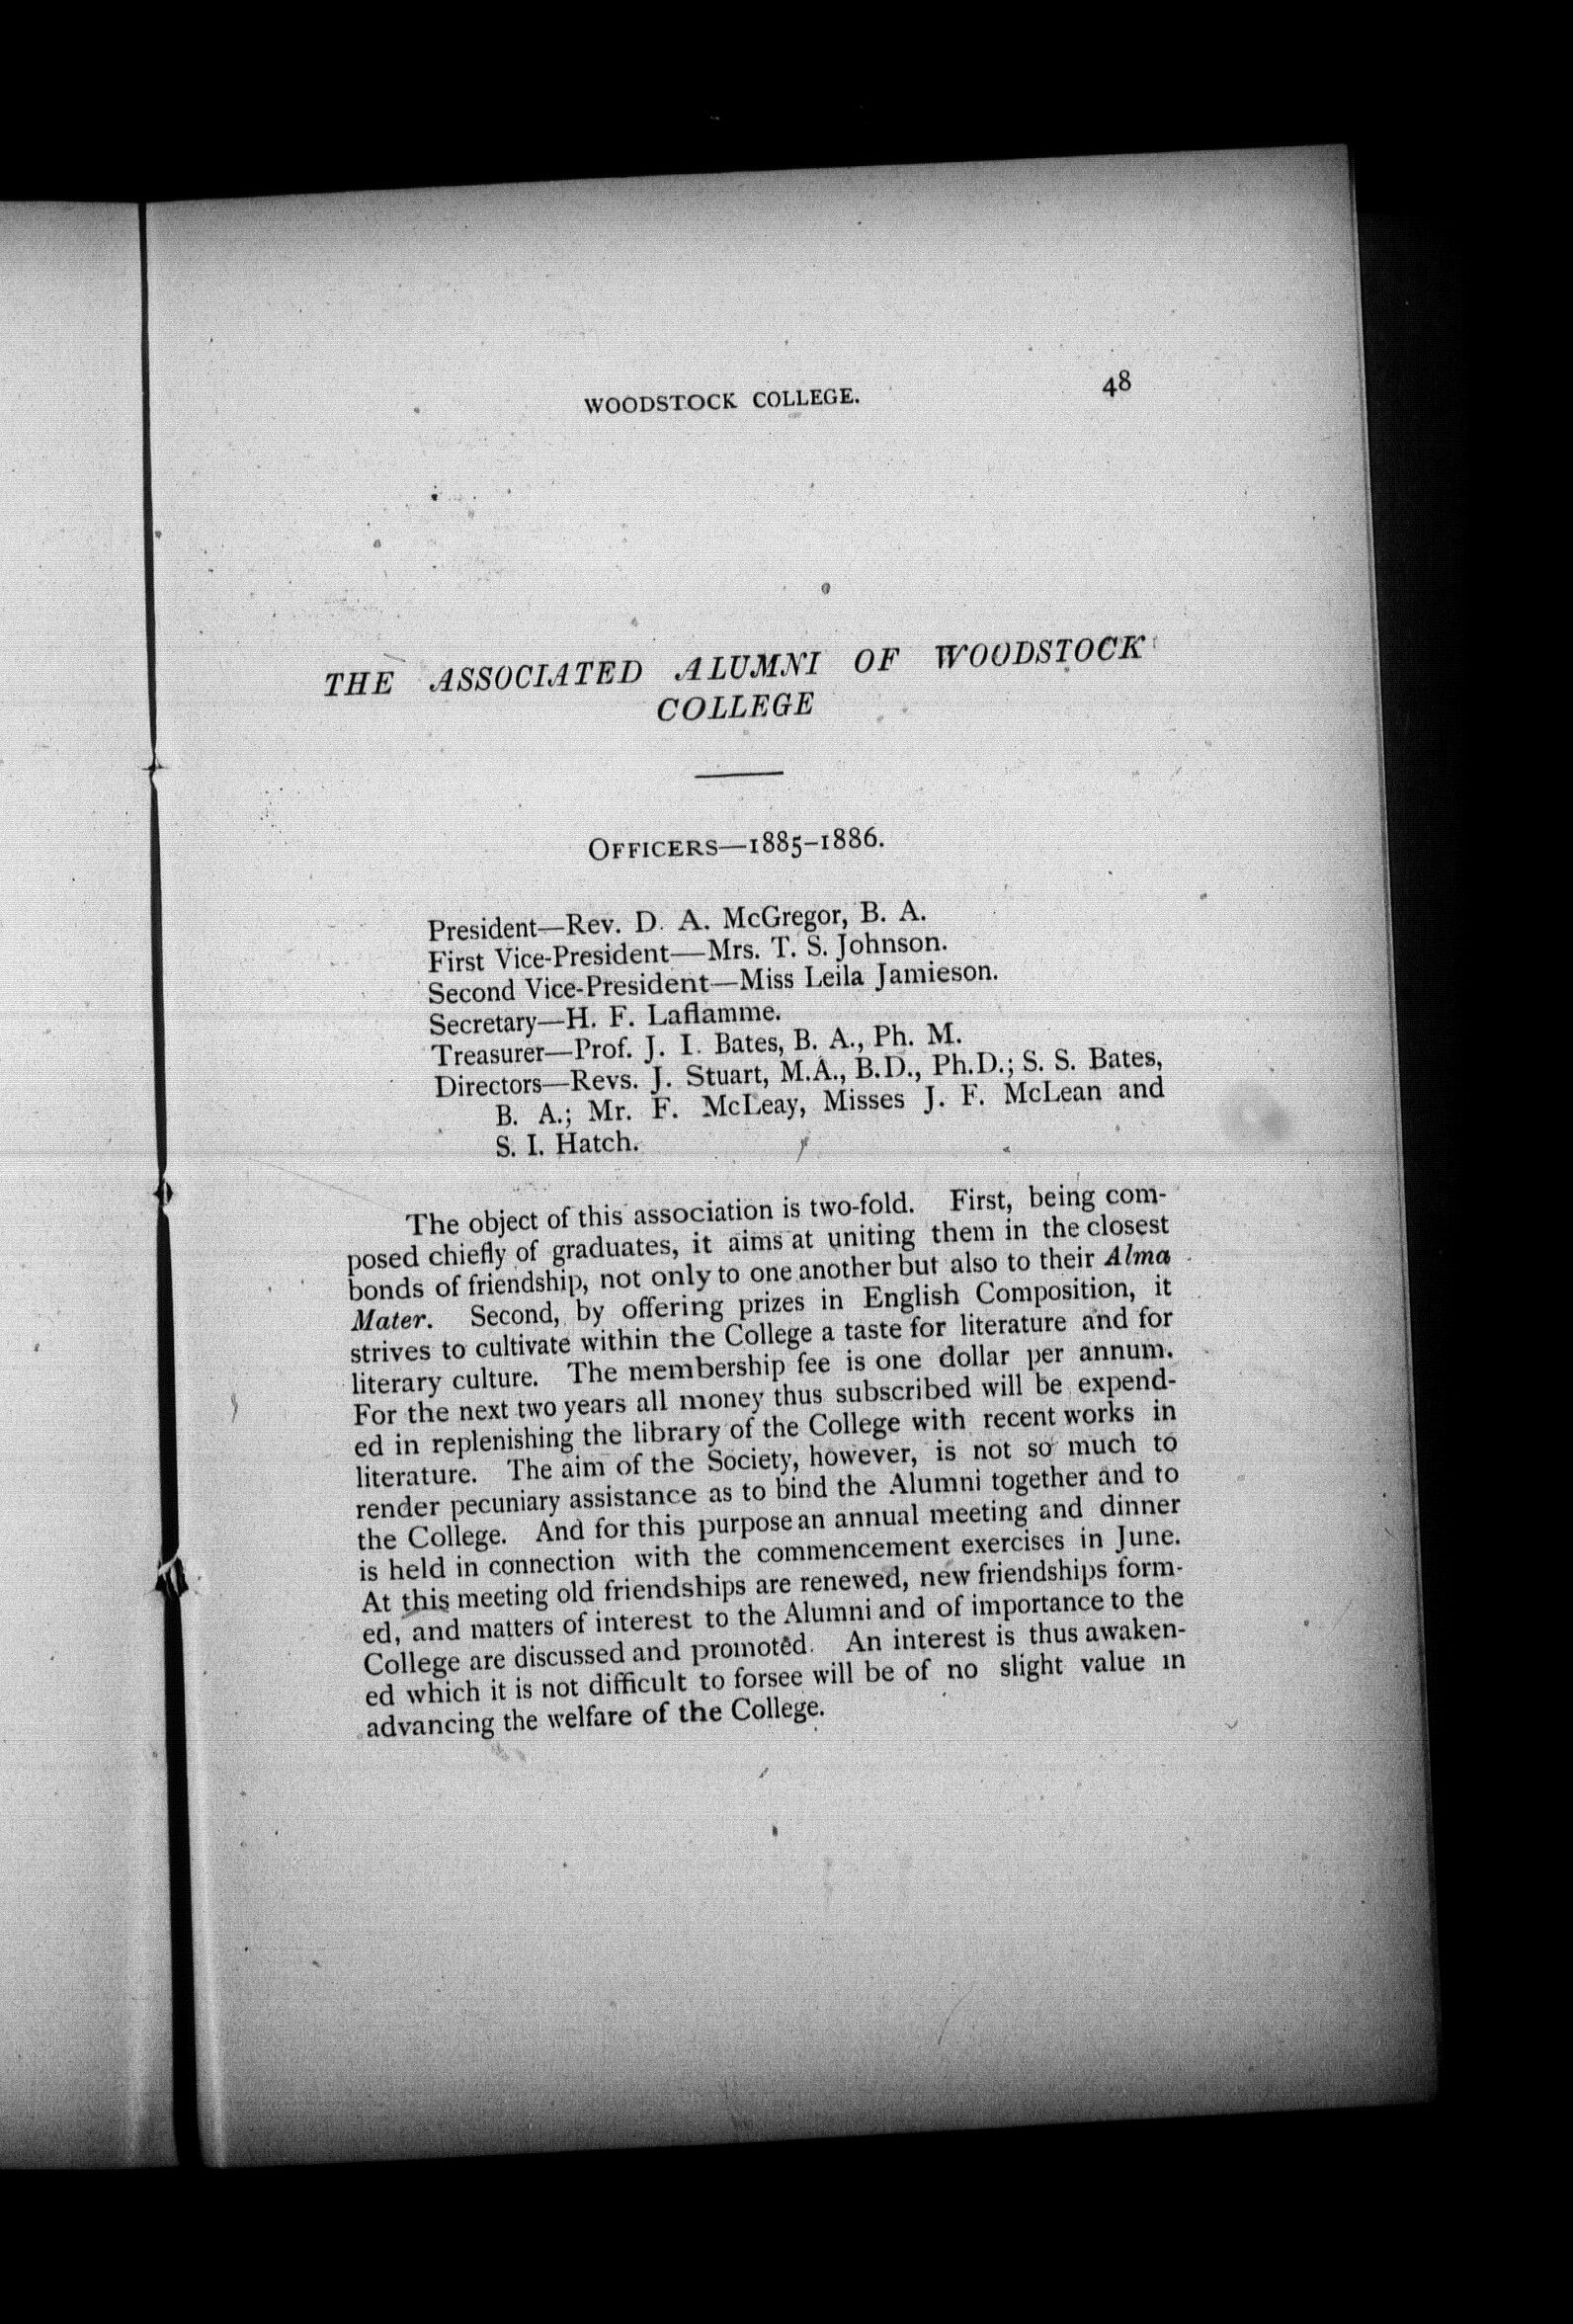 WOODSTOCK COLLEGE. 48
THE ASSOCIATED ALUMNI OF WOODSTOCK
COLLEGE
OFFICERS—1885-1886.
President—Rev. D. A. McGregor, B. A.
First Vice-President—Mrs. T. S. Johnson.
Second Vice-President—Miss Leila Jamieson.
Secretary—H. F. Laflamme.
Treasurer—Prof. J. I. Bates, B. A., Ph. M.
Directors—Revs. J. Stuart, M.A., B.D., Ph.D.; S. S. Bates,
B. A.; Mr. F. McLeay, Misses J. F. McLean and
S. I. Hatch.
The object of this association is two-fold. First, being com-
posed chiefly of graduates, it aims at uniting them in the closest
bonds of friendship, not only to one another but also to their Alma
Mater. Second, by offering prizes in English Composition, it
strives to cultivate within the College a taste for literature and for
literary culture. The membership fee is one dollar per annum.
For the next two years all money thus subscribed will be expend-
ed in replenishing the library of the College with recent works in
literature. The aim of the Society, however, is not so much to
render pecuniary assistance as to bind the Alumni together and to
the College. And for this purpose an annual meeting and dinner
is held in connection with the commencement exercises in June.
At this meeting old friendships are renewed, new friendships form-
ed, and matters of interest to the Alumni and of importance to the
College are discussed and promoted. An interest is thus awaken-
ed which it is not difficult to forsee will be of no slight value in
advancing the welfare of the College.